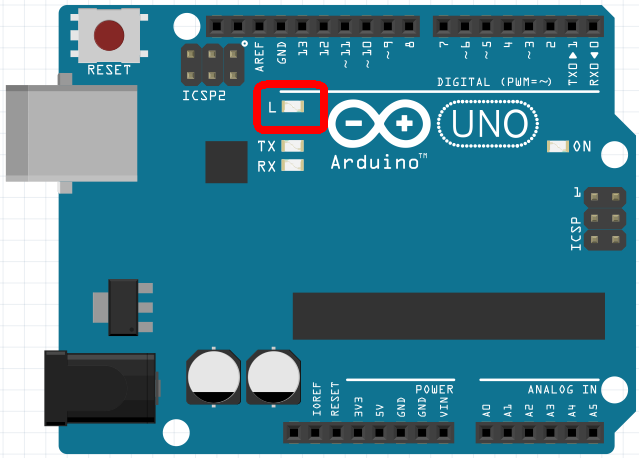 RESET
ICSP2
AREF
GND
13
12
~11
~10
~9
8
7
~6
~5
4
~3
2
TX0 ▶ 1
RX0 ◀ 0
DIGITAL (PWM=~)
L
TX
RX
Arduino™
UNO
ON
1
ICSP
POWER
ANALOG IN
IOREF
RESET
3V3
5V
GND
GND
VIN
A0
A1
A2
A3
A4
A5